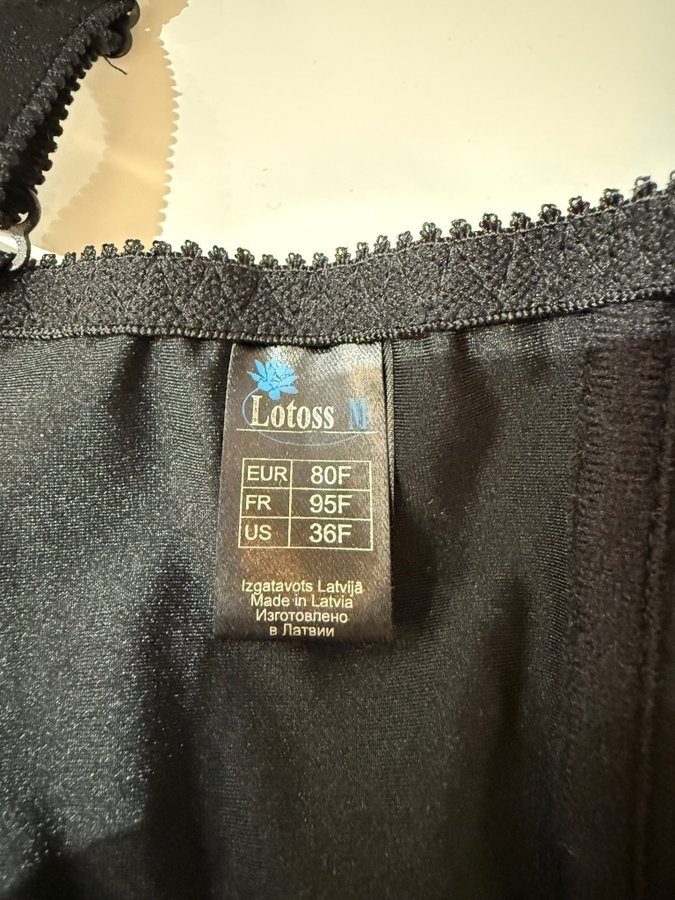 Lotoss M
EUR 80F
FR 95F
US 36F
Izgatavots Latvijā
Made in Latvia
Изготовлено
в Латвии